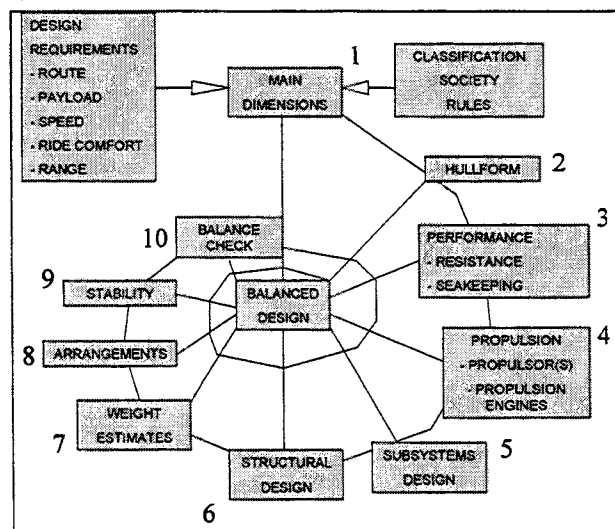 DESIGN
REQUIREMENTS
- ROUTE
- PAYLOAD
- SPEED
- RIDE COMFORT
- RANGE
1
MAIN
DIMENSIONS
CLASSIFICATION
SOCIETY
RULES
HULLFORM
2
3
PERFORMANCE
- RESISTANCE
- SEAKEEPING
4
PROPULSION
- PROPULSOR(S)
- PROPULSION
ENGINES
5
SUBSYSTEMS
DESIGN
6
STRUCTURAL
DESIGN
7
WEIGHT
ESTIMATES
8
ARRANGEMENTS
9
STABILITY
10
BALANCE
CHECK
BALANCED
DESIGN